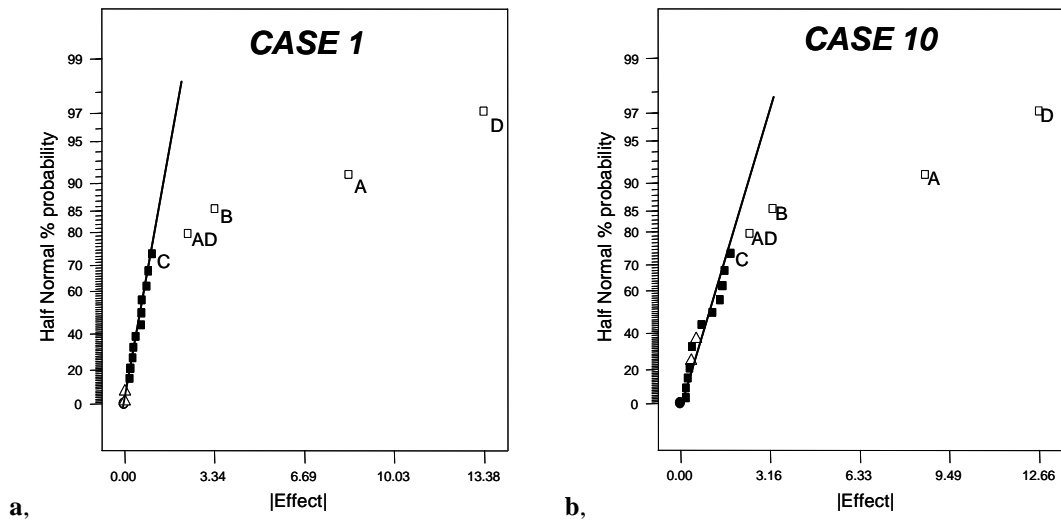 CASE 1
99
97
95
90
85
80
70
60
40
20
0
Half Normal % probability
D
A
B
AD
C
0.00 3.34 6.69 10.03 13.38
|Effect|
a,
CASE 10
99
97
95
90
85
80
70
60
40
20
0
Half Normal % probability
D
A
B
AD
C
0.00 3.16 6.33 9.49 12.66
|Effect|
b,